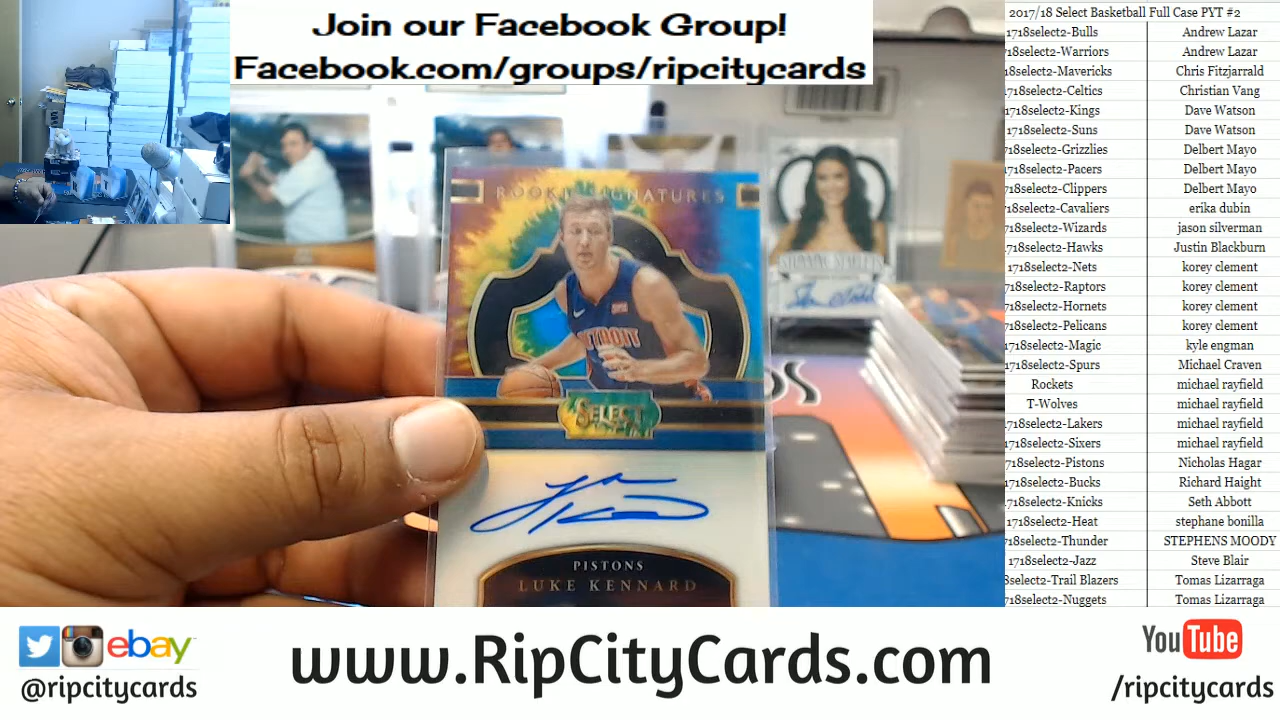 Join our Facebook Group!
Facebook.com/groups/ripcitycards
2017/18 Select Basketball Full Case PYT #2
1718select2-Bulls Andrew Lazar
18select2-Warriors Andrew Lazar
8select2-Mavericks Chris Fitzjarrald
1718select2-Celtics Christian Vang
1718select2-Kings Dave Watson
1718select2-Suns Dave Watson
718select2-Grizzlies Delbert Mayo
1718select2-Pacers Delbert Mayo
718select2-Clippers Delbert Mayo
18select2-Cavaliers erika dubin
718select2-Wizards jason silverman
718select2-Hawks Justin Blackburn
1718select2-Nets korey clement
718select2-Raptors korey clement
718select2-Hornets korey clement
718select2-Pelicans korey clement
1718select2-Magic kyle engman
1718select2-Spurs Michael Craven
Rockets michael rayfield
T-Wolves michael rayfield
718select2-Lakers michael rayfield
718select2-Sixers michael rayfield
1718select2-Pistons Nicholas Hagar
1718select2-Bucks Richard Haight
718select2-Knicks Seth Abbott
1718select2-Heat stephane bonilla
718select2-Thunder STEPHENS MOODY
1718select2-Jazz Steve Blair
8select2-Trail Blazers Tomas Lizarraga
718select2-Nuggets Tomas Lizarraga
ROOKIE SIGNATURES
DETROIT
SELECT
PISTONS
LUKE KENNARD
ebay
@ripcitycards
www.RipCityCards.com
YouTube
/ripcitycards